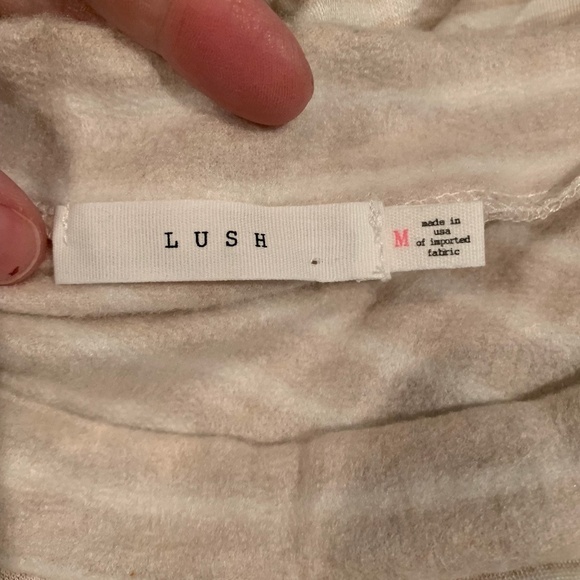 LUSH
M
made in
usa
of imported
fabric